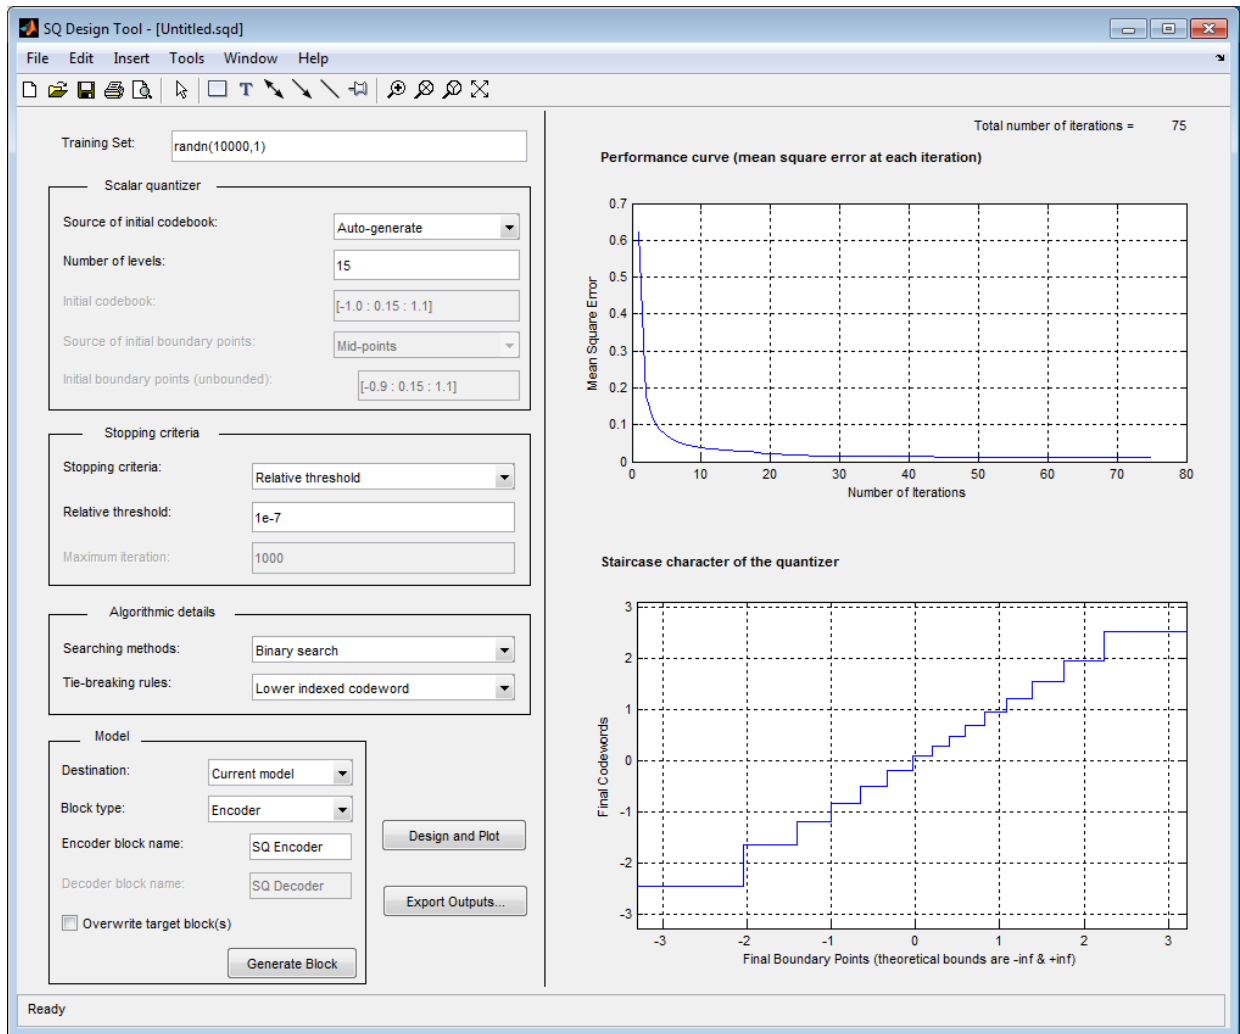 SQ Design Tool - [Untitled.sqd]
File Edit Insert Tools Window Help
T
Training Set: randn(10000,1)
Scalar quantizer
Source of initial codebook: Auto-generate
Number of levels: 15
Initial codebook: [-1.0 : 0.15 : 1.1]
Source of initial boundary points: Mid-points
Initial boundary points (unbounded): [-0.9 : 0.15 : 1.1]
Stopping criteria
Stopping criteria: Relative threshold
Relative threshold: 1e-7
Maximum iteration: 1000
Algorithmic details
Searching methods: Binary search
Tie-breaking rules: Lower indexed codeword
Model
Destination: Current model
Block type: Encoder
Encoder block name: SQ Encoder
Decoder block name: SQ Decoder
Overwrite target block(s)
Generate Block
Design and Plot
Export Outputs...
Total number of iterations = 75
Performance curve (mean square error at each iteration)
Mean Square Error
0.7
0.6
0.5
0.4
0.3
0.2
0.1
0
0 10 20 30 40 50 60 70 80
Number of Iterations
Staircase character of the quantizer
Final Codewords
3
2
1
0
-1
-2
-3
-3 -2 -1 0 1 2 3
Final Boundary Points (theoretical bounds are -inf & +inf)
Ready